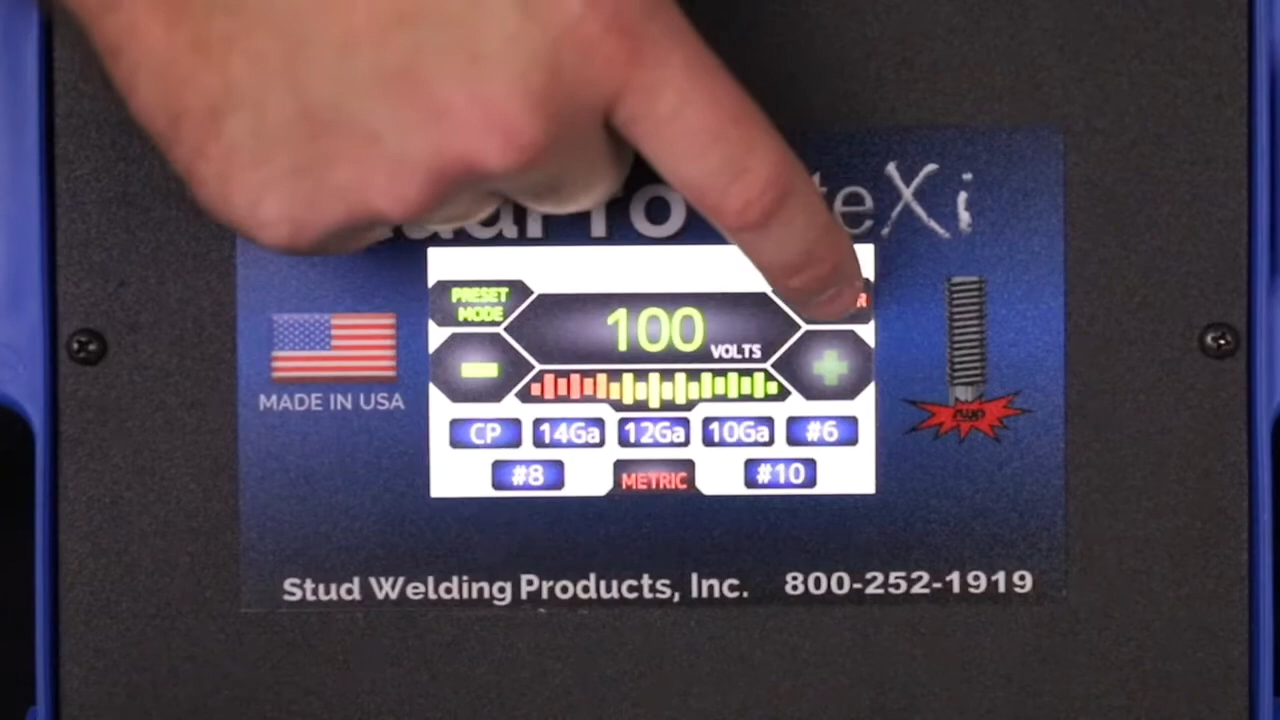 PRESET
MODE
100
VOLTS
CP 14Ga 12Ga 10Ga #6
#8 METRIC #10
MADE IN USA
SWP
Stud Welding Products, Inc. 800-252-1919